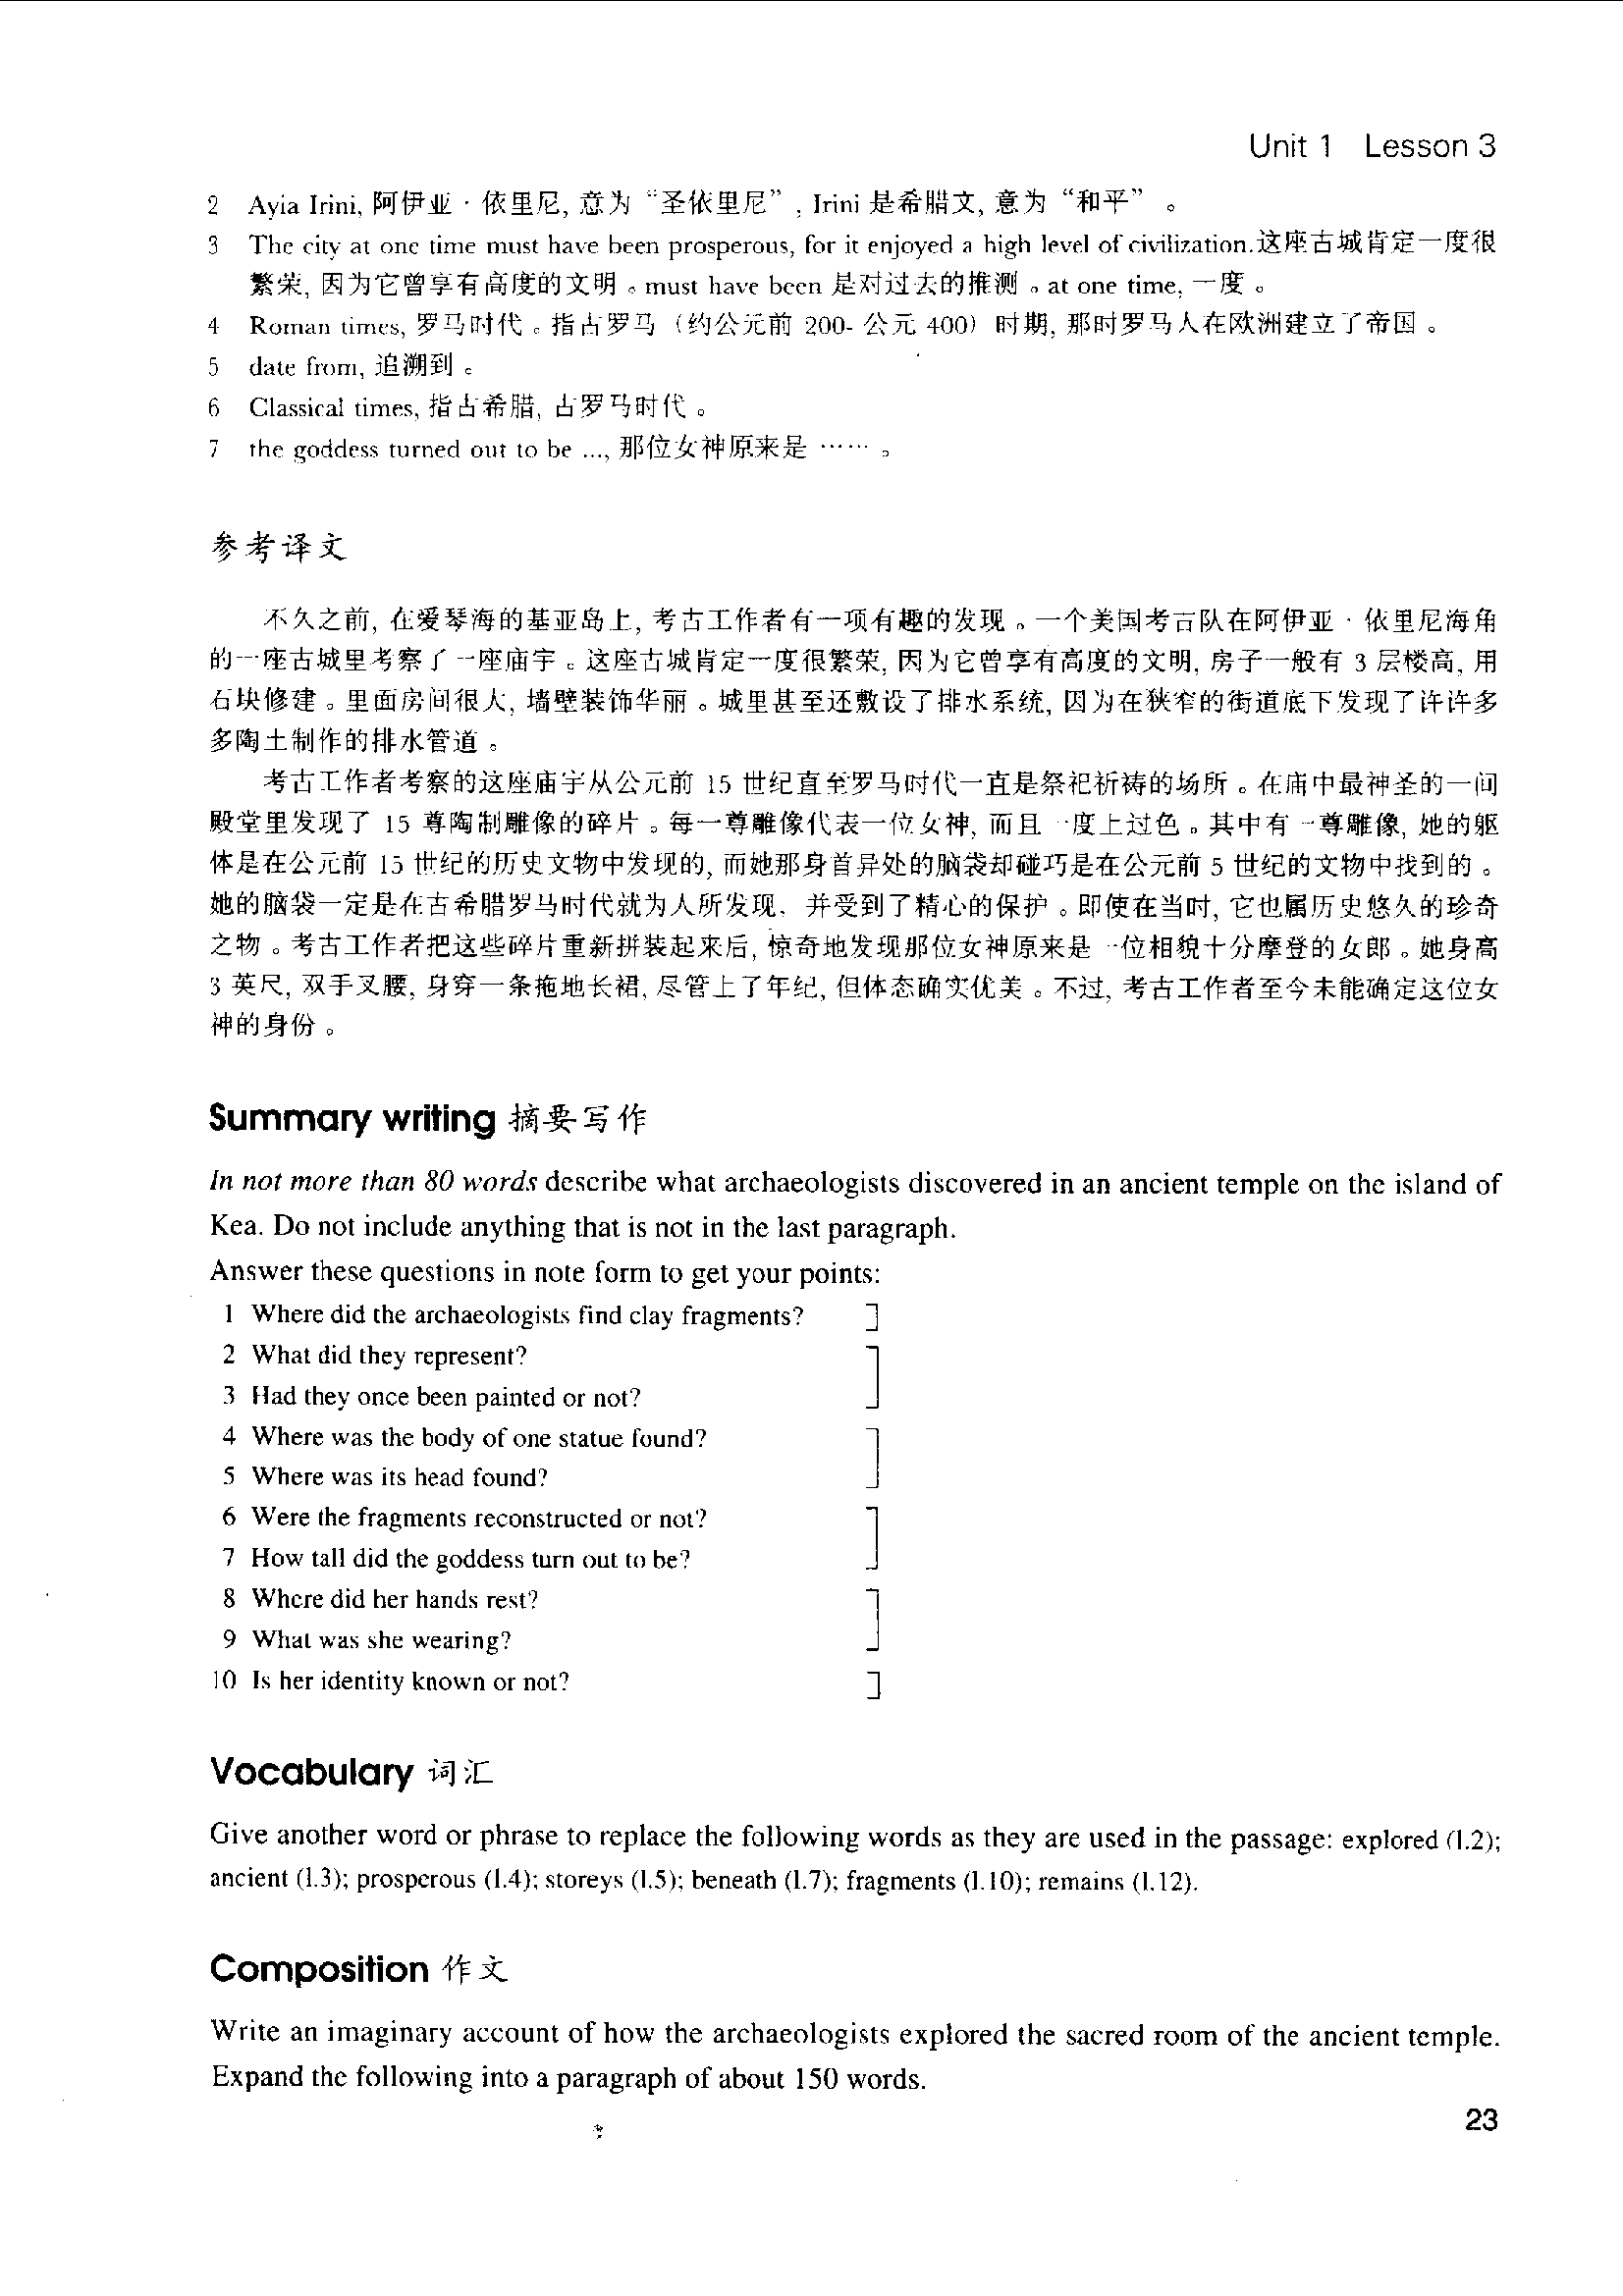 Unit 1 Lesson 3
2 Ayia Irini, 阿伊亚·依里尼, 意为“圣依里尼”, Irini 是希腊文, 意为“和平”。
3 The city at one time must have been prosperous, for it enjoyed a high level of civilization.这座古城肯定一度很
繁荣, 因为它曾享有高度的文明。must have been 是对过去的推测。at one time, 一度。
4 Roman times, 罗马时代。指古罗马（约公元前 200- 公元 400）时期, 那时罗马人在欧洲建立了帝国。
5 date from, 追溯到。
6 Classical times, 指古希腊, 古罗马时代。
7 the goddess turned out to be ..., 那位女神原来是……。
参考译文
不久之前, 在爱琴海的基亚岛上, 考古工作者有一项有趣的发现。一个美国考古队在阿伊亚·依里尼海角
的一座古城里考察了一座庙宇。这座古城肯定一度很繁荣, 因为它曾享有高度的文明, 房子一般有 3 层楼高, 用
石块修建。里面房间很大, 墙壁装饰华丽。城里甚至还敷设了排水系统, 因为在狭窄的街道底下发现了许许多
多陶土制作的排水管道。
考古工作者考察的这座庙宇从公元前 15 世纪直至罗马时代一直是祭祀祈祷的场所。在庙中最神圣的一间
殿堂里发现了 15 尊陶制雕像的碎片。每一尊雕像代表一位女神, 而且一度上过色。其中有一尊雕像, 她的躯
体是在公元前 15 世纪的历史文物中发现的, 而她那身首异处的脑袋却碰巧是在公元前 5 世纪的文物中找到的。
她的脑袋一定是在古希腊罗马时代就为人所发现, 并受到了精心的保护。即使在当时, 它也属历史悠久的珍奇
之物。考古工作者把这些碎片重新拼装起来后, 惊奇地发现那位女神原来是一位相貌十分摩登的女郎。她身高
3 英尺, 双手叉腰, 身穿一条拖地长裙, 尽管上了年纪, 但体态确实优美。不过, 考古工作者至今未能确定这位女
神的身份。
Summary writing 摘要写作
In not more than 80 words describe what archaeologists discovered in an ancient temple on the island of
Kea. Do not include anything that is not in the last paragraph.
Answer these questions in note form to get your points:
1 Where did the archaeologists find clay fragments?
2 What did they represent?
3 Had they once been painted or not?
4 Where was the body of one statue found?
5 Where was its head found?
6 Were the fragments reconstructed or not?
7 How tall did the goddess turn out to be?
8 Where did her hands rest?
9 What was she wearing?
10 Is her identity known or not?
Vocabulary 词汇
Give another word or phrase to replace the following words as they are used in the passage: explored (l.2);
ancient (l.3); prosperous (l.4); storeys (l.5); beneath (l.7); fragments (l.10); remains (l.12).
Composition 作文
Write an imaginary account of how the archaeologists explored the sacred room of the ancient temple.
Expand the following into a paragraph of about 150 words.
23